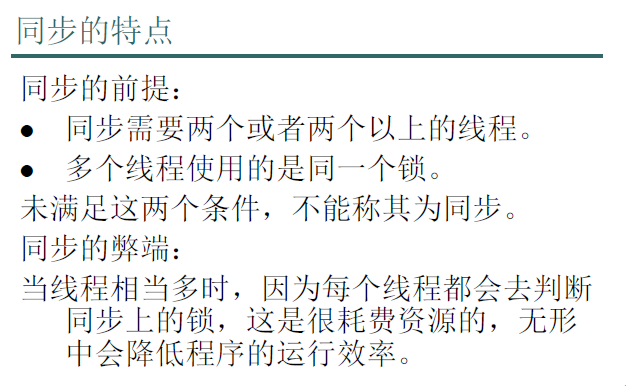 同步的特点
同步的前提：
● 同步需要两个或者两个以上的线程。
● 多个线程使用的是同一个锁。
未满足这两个条件，不能称其为同步。
同步的弊端：
当线程相当多时，因为每个线程都会去判断
同步上的锁，这是很耗费资源的，无形
中会降低程序的运行效率。